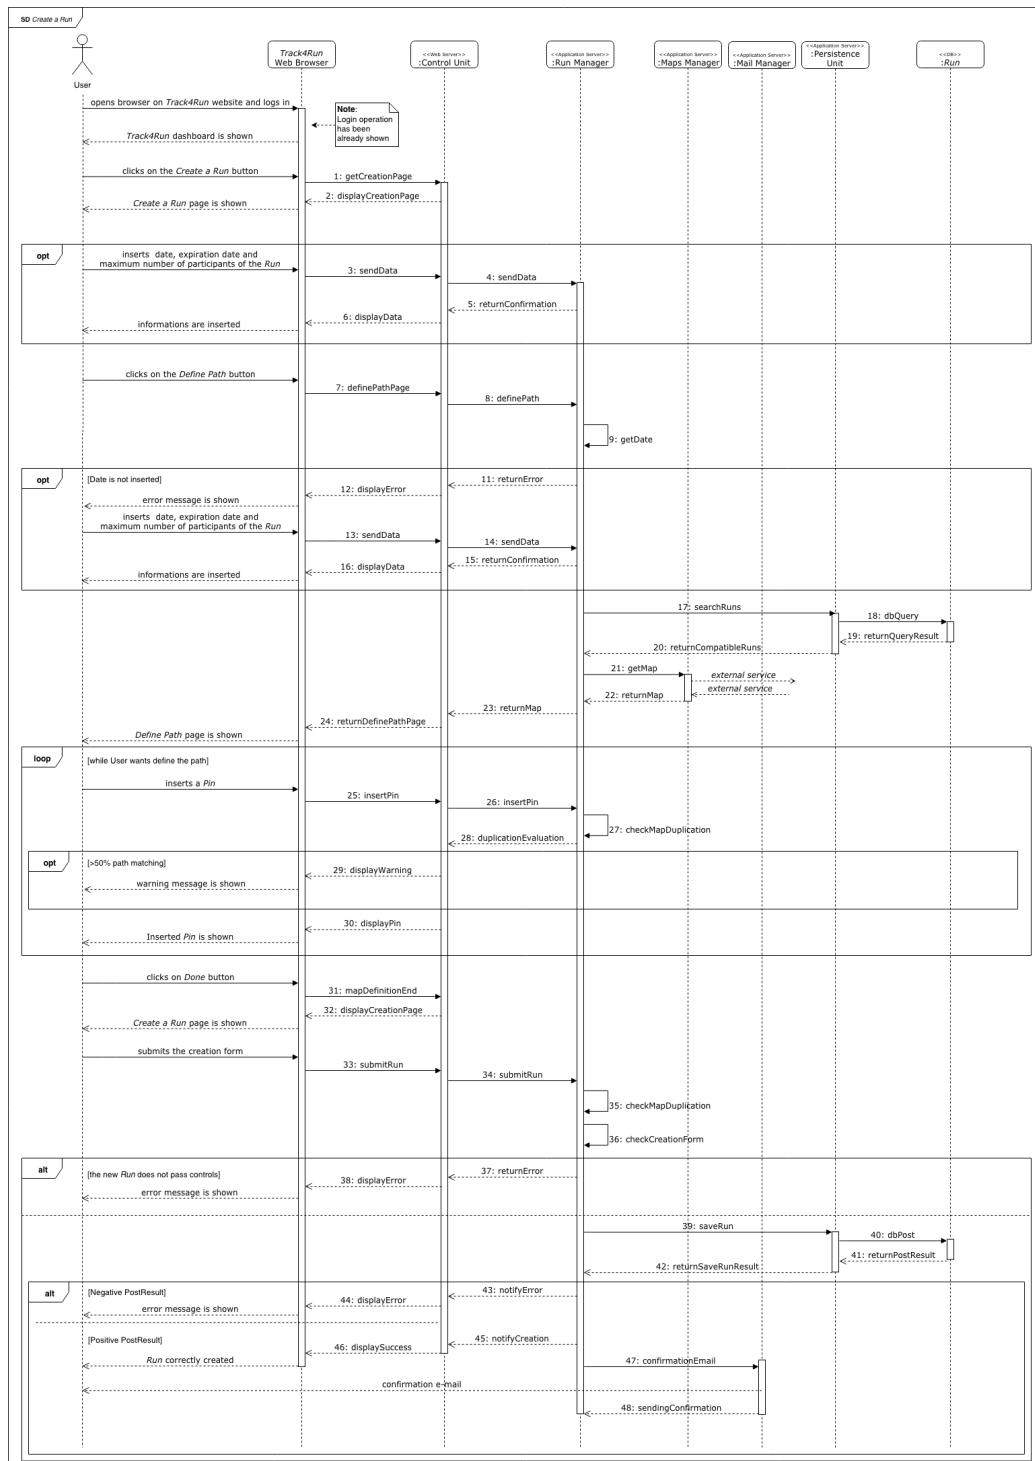 SD Create a Run
Track4Run
Web Browser
<<Web Server>>
:Control Unit
<<Application Server>>
:Run Manager
<<Application Server>>
:Maps Manager
<<Application Server>>
:Mail Manager
<<Application Server>>
:Persistence
Unit
<<DB>>
:Run
User
opens browser on Track4Run website and logs in
Note:
Login operation
has been
already shown
Track4Run dashboard is shown
clicks on the Create a Run button
1: getCreationPage
2: displayCreationPage
Create a Run page is shown
opt
inserts date, expiration date and
maximum number of participants of the Run
3: sendData
4: sendData
5: returnConfirmation
6: displayData
informations are inserted
clicks on the Define Path button
7: definePathPage
8: definePath
9: getDate
opt
[Date is not inserted]
11: returnError
12: displayError
error message is shown
inserts date, expiration date and
maximum number of participants of the Run
13: sendData
14: sendData
15: returnConfirmation
16: displayData
informations are inserted
17: searchRuns
18: dbQuery
19: returnQueryResult
20: returnCompatibleRuns
21: getMap
external service
external service
22: returnMap
23: returnMap
24: returnDefinePathPage
Define Path page is shown
loop
[while User wants define the path]
inserts a Pin
25: insertPin
26: insertPin
27: checkMapDuplication
28: duplicationEvaluation
opt
[>50% path matching]
29: displayWarning
warning message is shown
30: displayPin
Inserted Pin is shown
clicks on Done button
31: mapDefinitionEnd
32: displayCreationPage
Create a Run page is shown
submits the creation form
33: submitRun
34: submitRun
35: checkMapDuplication
36: checkCreationForm
alt
[the new Run does not pass controls]
37: returnError
38: displayError
error message is shown
39: saveRun
40: dbPost
41: returnPostResult
42: returnSaveRunResult
alt
[Negative PostResult]
43: notifyError
44: displayError
error message is shown
[Positive PostResult]
45: notifyCreation
46: displaySuccess
Run correctly created
47: confirmationEmail
confirmation e-mail
48: sendingConfirmation